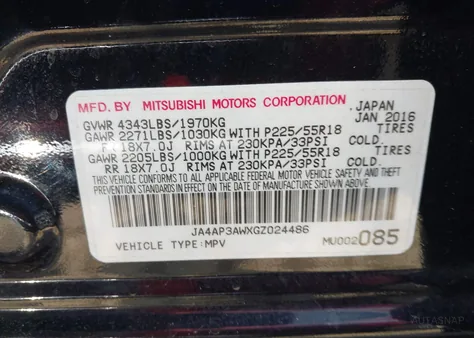 MFD. BY MITSUBISHI MOTORS CORPORATION JAPAN
GVWR 4343LBS/1970KG JAN 2016
GAWR 2271LBS/1030KG WITH P225/55R18 TIRES
F 18X7.0J RIMS AT 230KPA/33PSI COLD.
GAWR 2205LBS/1000KG WITH P225/55R18 TIRES
RR 18X7.0J RIMS AT 230KPA/33PSI COLD.
THIS VEHICLE CONFORMS TO ALL APPLICABLE FEDERAL MOTOR VEHICLE SAFETY BUMPER AND THEFT
PREVENTION STANDARDS IN EFFECT ON THE DATE OF MANUFACTURE SHOWN ABOVE.
JA4AP3AWXGZ024486
VEHICLE TYPE:MPV MU002085
AUTASNAP